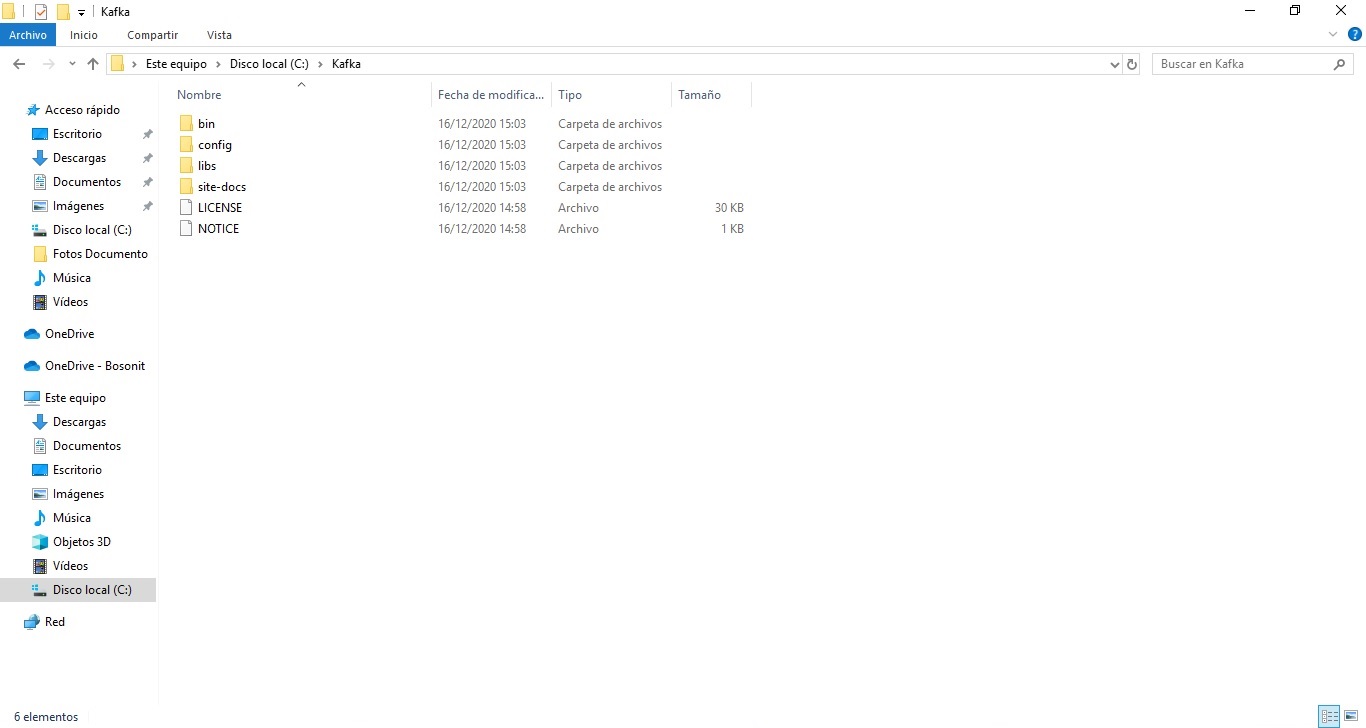 Kafka
Archivo Inicio Compartir Vista
Este equipo Disco local (C:) Kafka Buscar en Kafka
Nombre Fecha de modifica... Tipo Tamaño
bin 16/12/2020 15:03 Carpeta de archivos
config 16/12/2020 15:03 Carpeta de archivos
libs 16/12/2020 15:03 Carpeta de archivos
site-docs 16/12/2020 15:03 Carpeta de archivos
LICENSE 16/12/2020 14:58 Archivo 30 KB
NOTICE 16/12/2020 14:58 Archivo 1 KB
Acceso rápido
Escritorio
Descargas
Documentos
Imágenes
Disco local (C:)
Fotos Documento
Música
Vídeos
OneDrive
OneDrive - Bosonit
Este equipo
Descargas
Documentos
Escritorio
Imágenes
Música
Objetos 3D
Vídeos
Disco local (C:)
Red
6 elementos